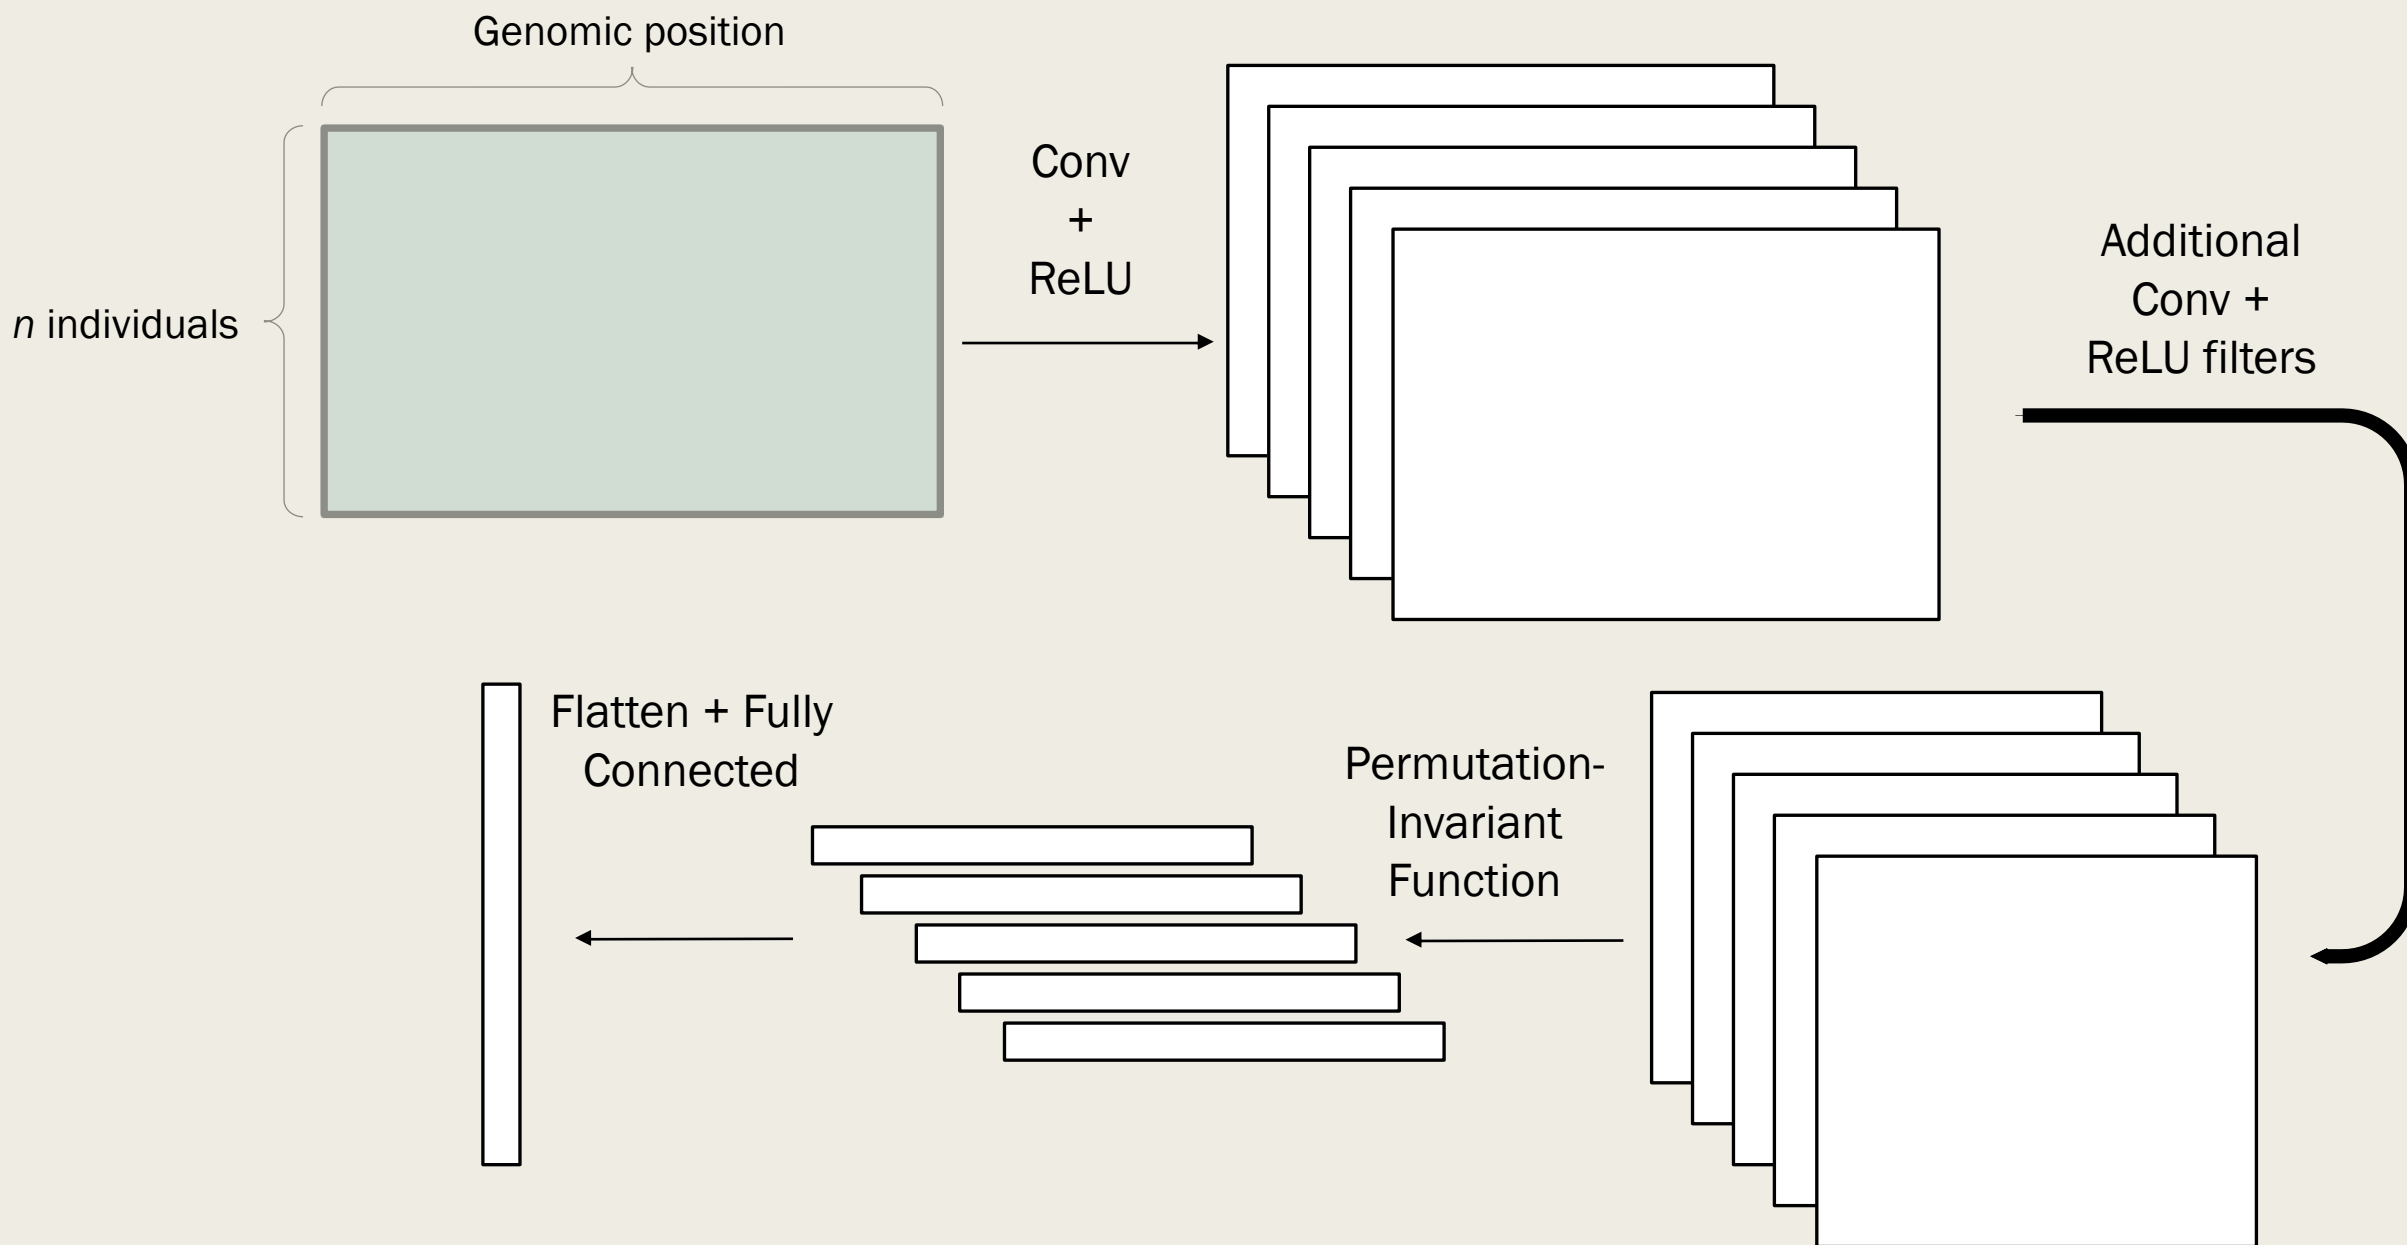 Genomic position
n individuals
Conv
+
ReLU
Additional
Conv +
ReLU filters
Flatten + Fully
Connected
Permutation-
Invariant
Function